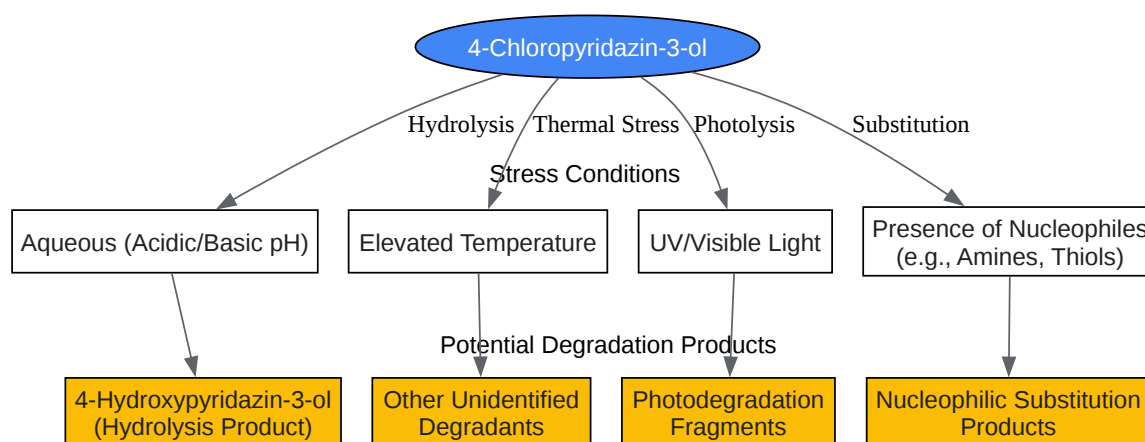 4-Chloropyridazin-3-ol
Hydrolysis
Thermal Stress
Photolysis
Substitution
Stress Conditions
Aqueous (Acidic/Basic pH)
Elevated Temperature
UV/Visible Light
Presence of Nucleophiles
(e.g., Amines, Thiols)
Potential Degradation Products
4-Hydroxypyridazin-3-ol
(Hydrolysis Product)
Other Unidentified
Degradants
Photodegradation
Fragments
Nucleophilic Substitution
Products